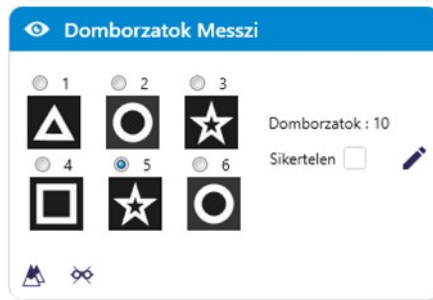 Domborzatok Messzi
1 2 3
Domborzatok : 10
4 5 6
Sikertelen